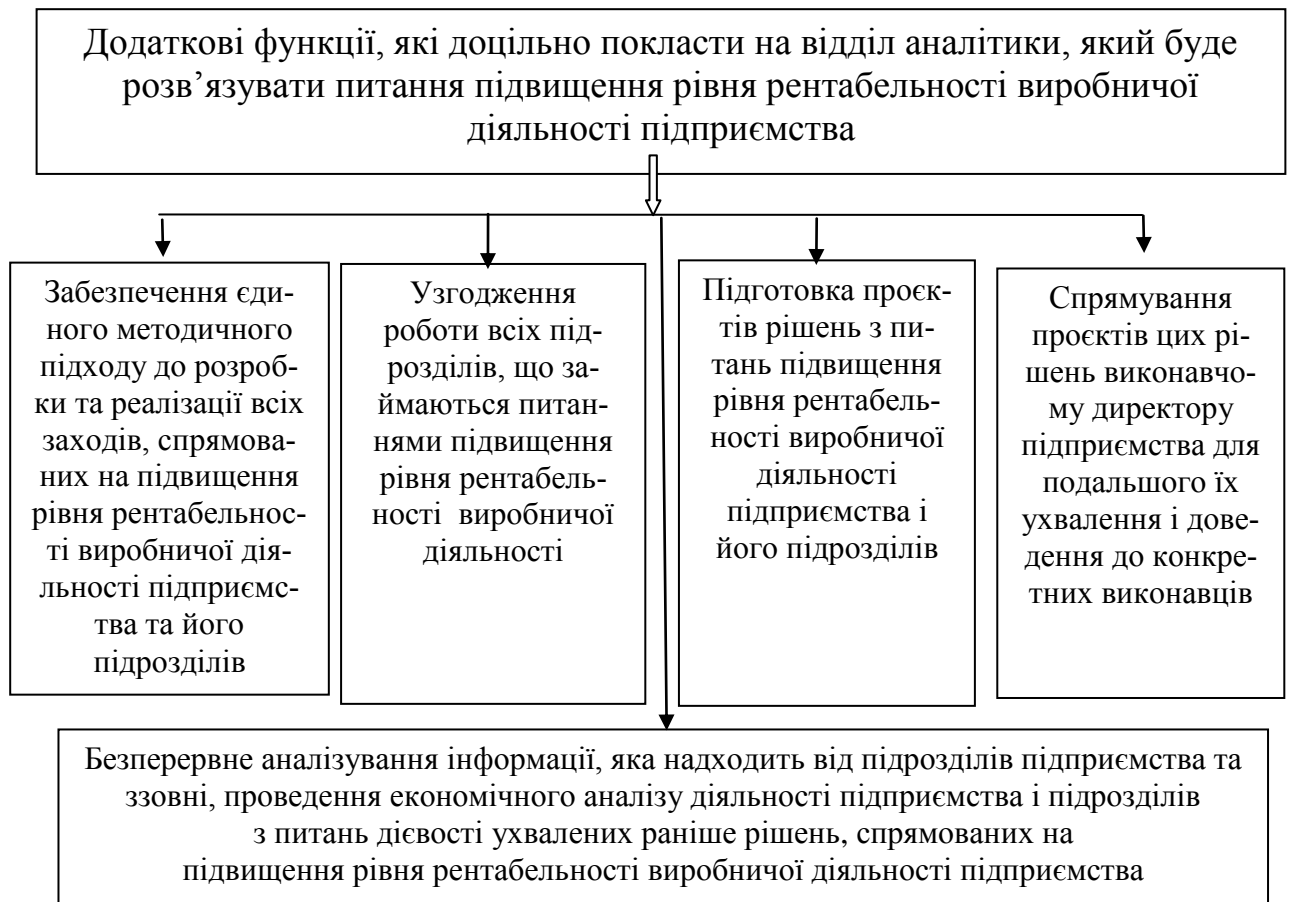 Додаткові функції, які доцільно покласти на відділ аналітики, який буде
розв’язувати питання підвищення рівня рентабельності виробничої
діяльності підприємства
Забезпечення єди-
ного методичного
підходу до розроб-
ки та реалізації всіх
заходів, спрямова-
них на підвищення
рівня рентабельнос-
ті виробничої дія-
льності підприємс-
тва та його
підрозділів
Узгодження
роботи всіх під-
розділів, що за-
ймаються питан-
нями підвищення
рівня рентабель-
ності виробничої
діяльності
Підготовка проєк-
тів рішень з пи-
тань підвищення
рівня рентабель-
ності виробничої
діяльності
підприємства і
його підрозділів
Спрямування
проєктів цих рі-
шень виконавчо-
му директору
підприємства для
подальшого їх
ухвалення і дове-
дення до конкре-
тних виконавців
Безперервне аналізування інформації, яка надходить від підрозділів підприємства та
ззовні, проведення економічного аналізу діяльності підприємства і підрозділів
з питань дієвості ухвалених раніше рішень, спрямованих на
підвищення рівня рентабельності виробничої діяльності підприємства